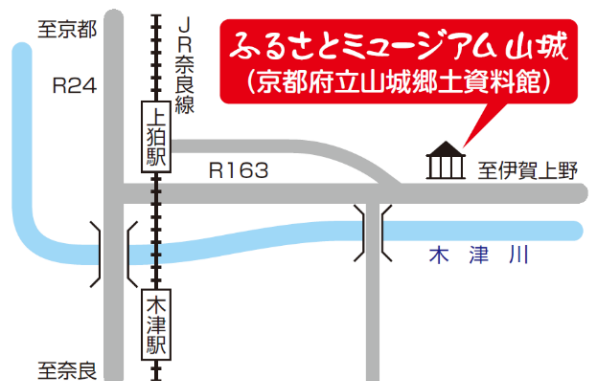 至京都
JR奈良線
ふるさとミュージアム山城
(京都府立山城郷土資料館)
R24
上狛駅
R163
至伊賀上野
木津川
木津駅
至奈良